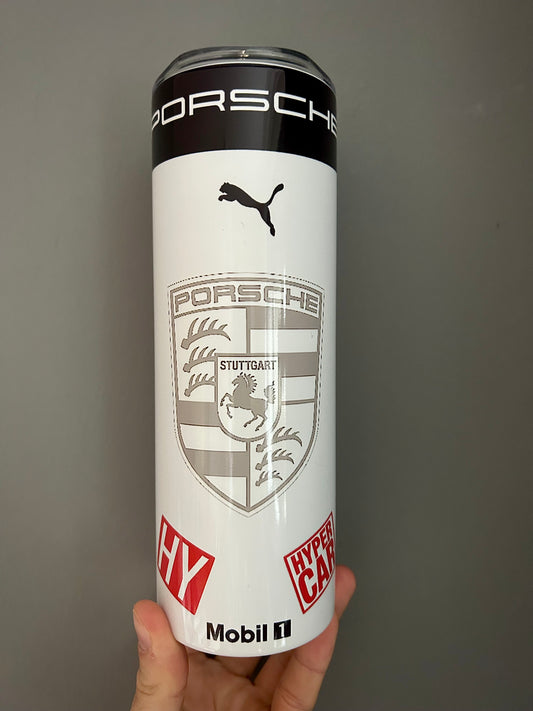 PORSCHE
PORSCHE
STUTTGART
HY
HYPER
CAR
Mobil 1